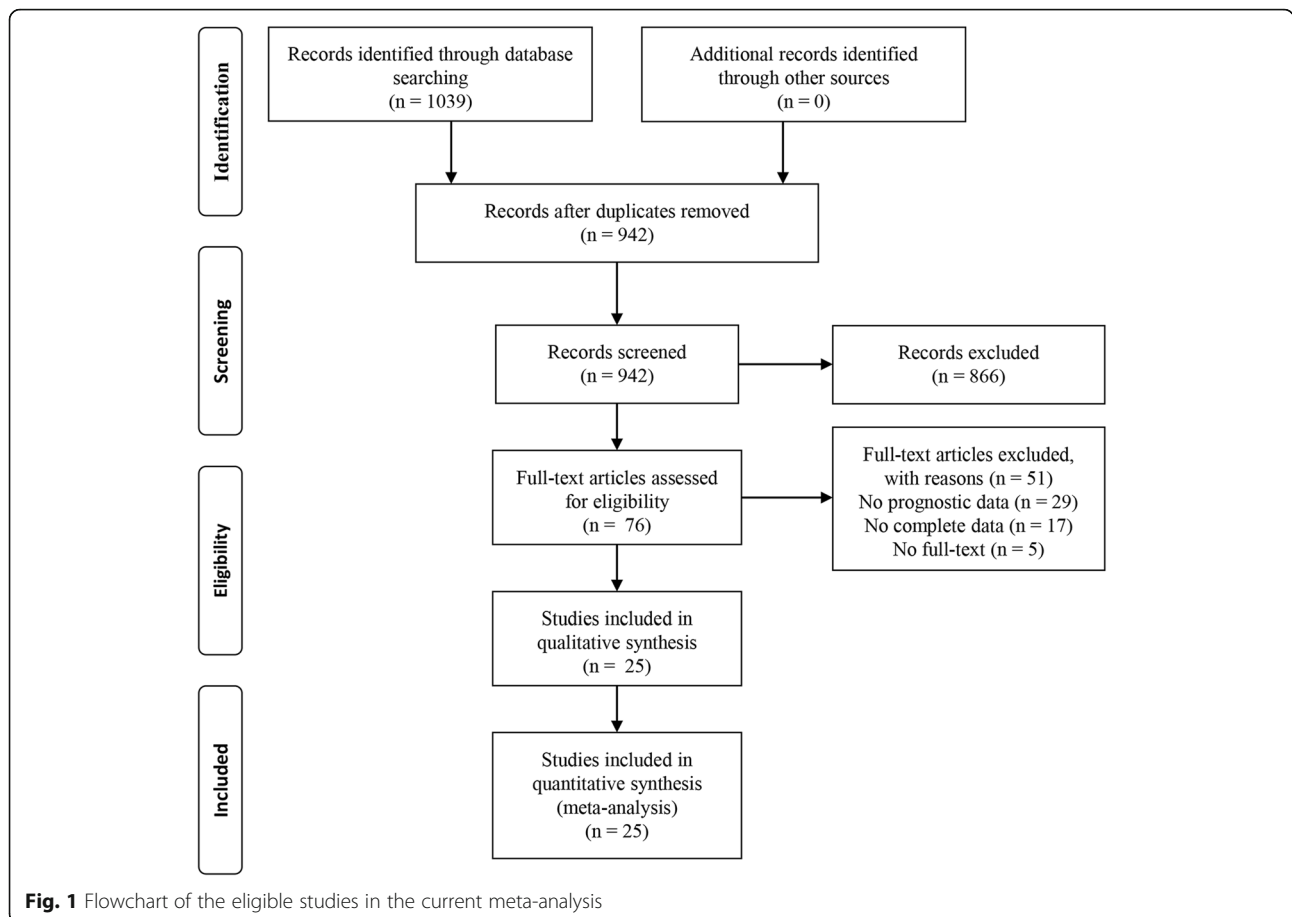 Identification
Records identified through database
searching
(n = 1039)
Additional records identified
through other sources
(n = 0)
Records after duplicates removed
(n = 942)
Screening
Records screened
(n = 942)
Records excluded
(n = 866)
Eligibility
Full-text articles assessed
for eligibility
(n = 76)
Full-text articles excluded,
with reasons (n = 51)
No prognostic data (n = 29)
No complete data (n = 17)
No full-text (n = 5)
Studies included in
qualitative synthesis
(n = 25)
Included
Studies included in
quantitative synthesis
(meta-analysis)
(n = 25)
Fig. 1 Flowchart of the eligible studies in the current meta-analysis